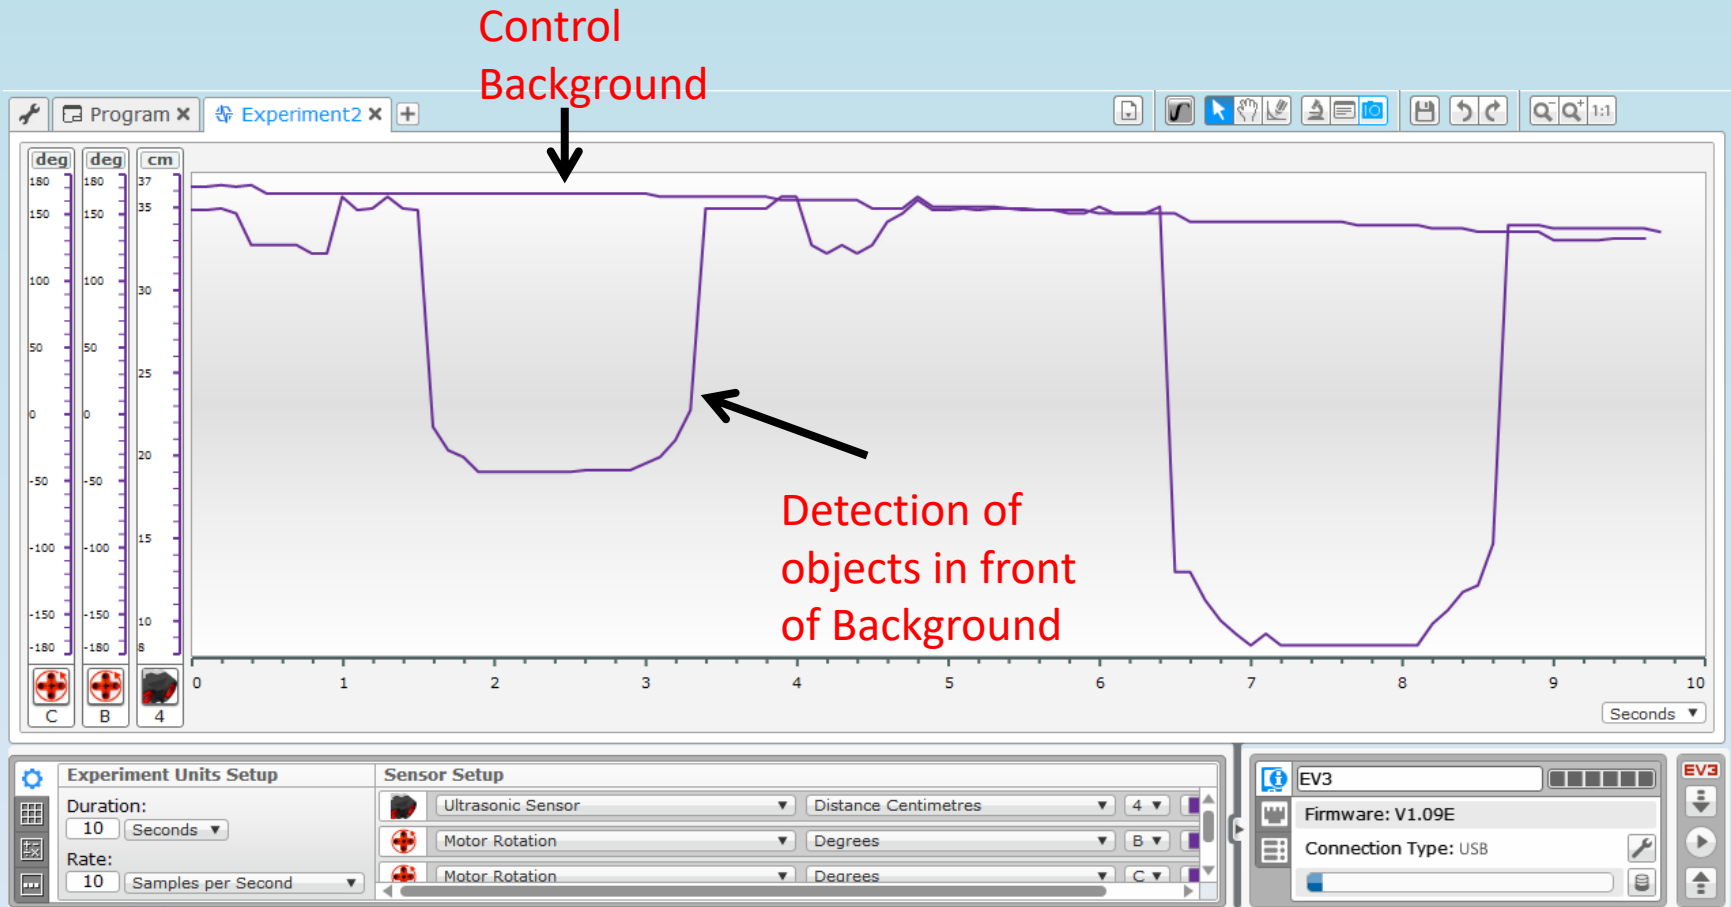 Control
Background
Program
Experiment2
1:1
deg deg cm
180 180 37
150 150 35
100 100 30
50 50 25
0 0 20
-50 -50 15
-100 -100 10
-150 -150 8
-180 -180
Detection of
objects in front
of Background
0 1 2 3 4 5 6 7 8 9 10
C B 4
Seconds
Experiment Units Setup
Duration:
10 Seconds
Rate:
10 Samples per Second
Sensor Setup
Ultrasonic Sensor Distance Centimetres 4
Motor Rotation Degrees B
Motor Rotation Degrees C
EV3
Firmware: V1.09E
Connection Type: USB
EV3